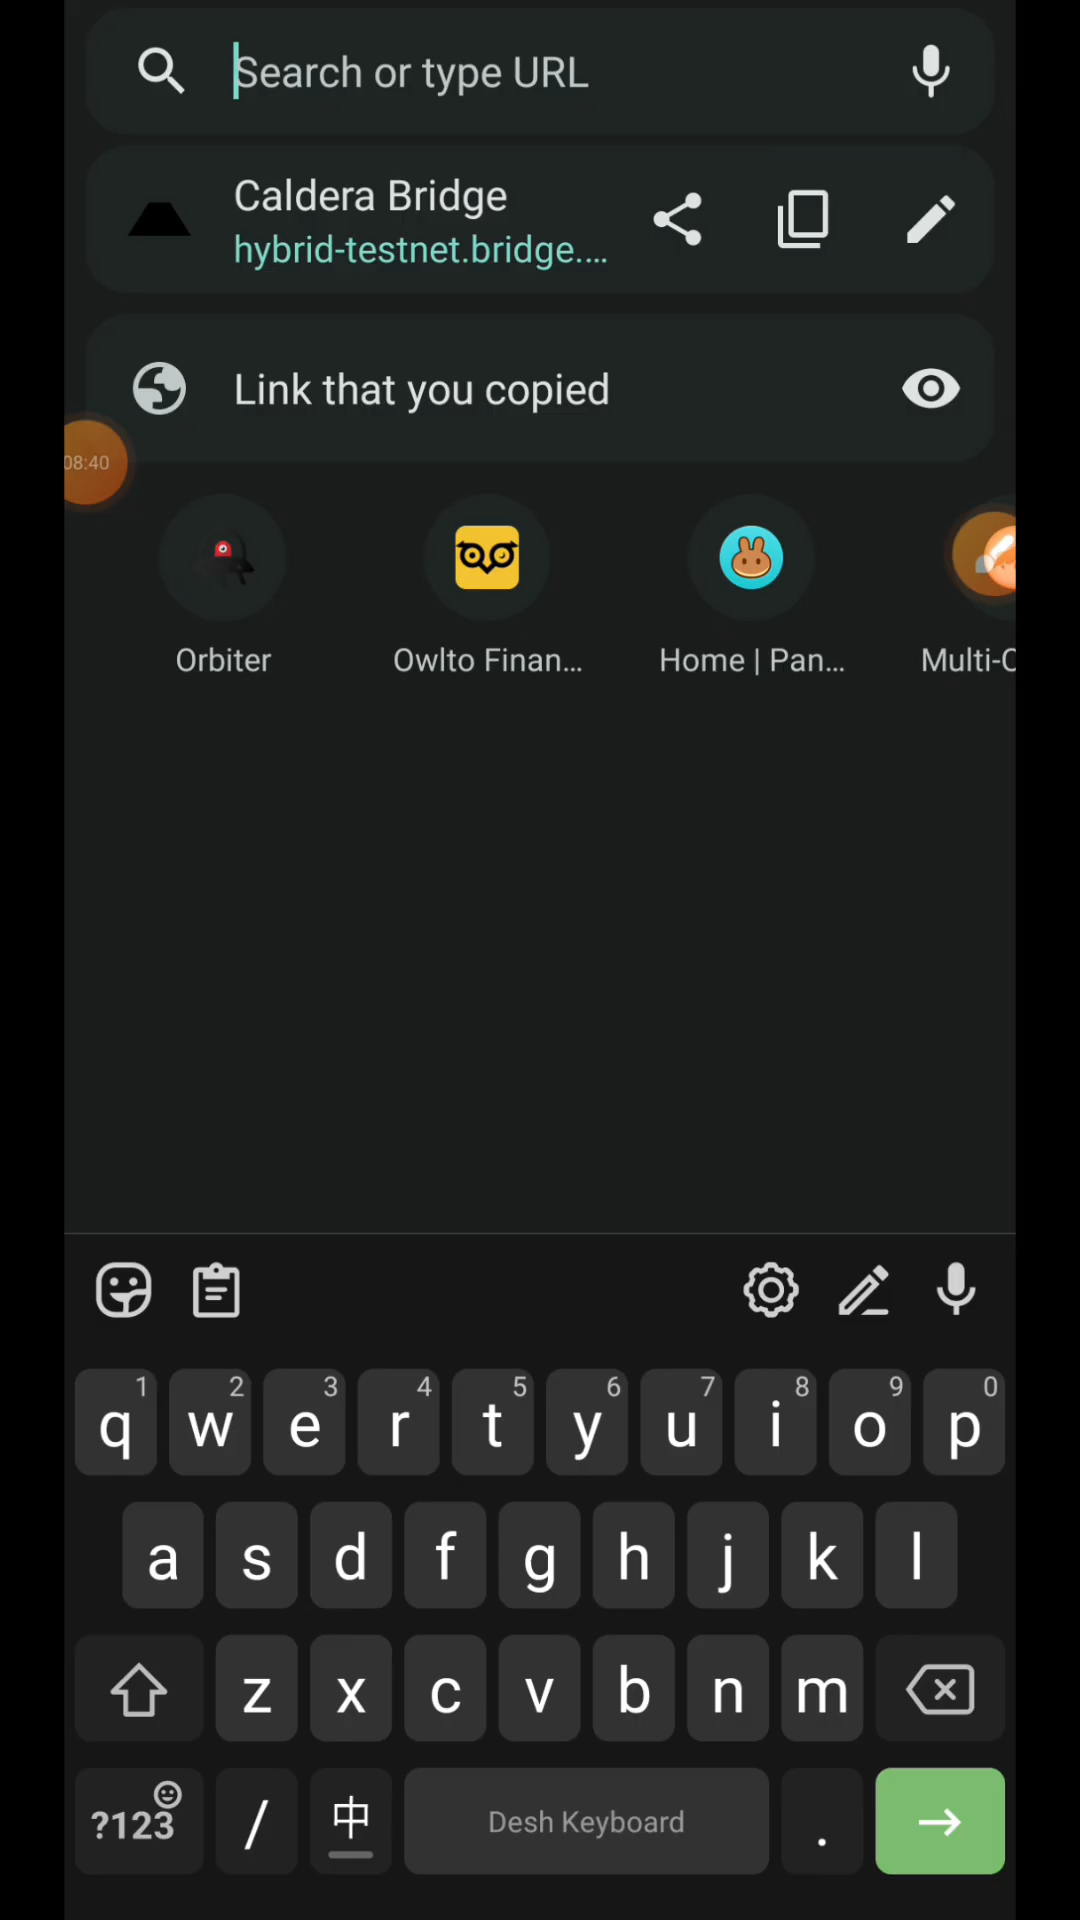 Search or type URL
Caldera Bridge
hybrid-testnet.bridge....
Link that you copied
08:40
Orbiter
Owlto Finan...
Home | Pan...
Multi-C
1 2 3 4 5 6 7 8 9 0
q w e r t y u i o p
a s d f g h j k l
z x c v b n m
?123 / 中 Desh Keyboard .